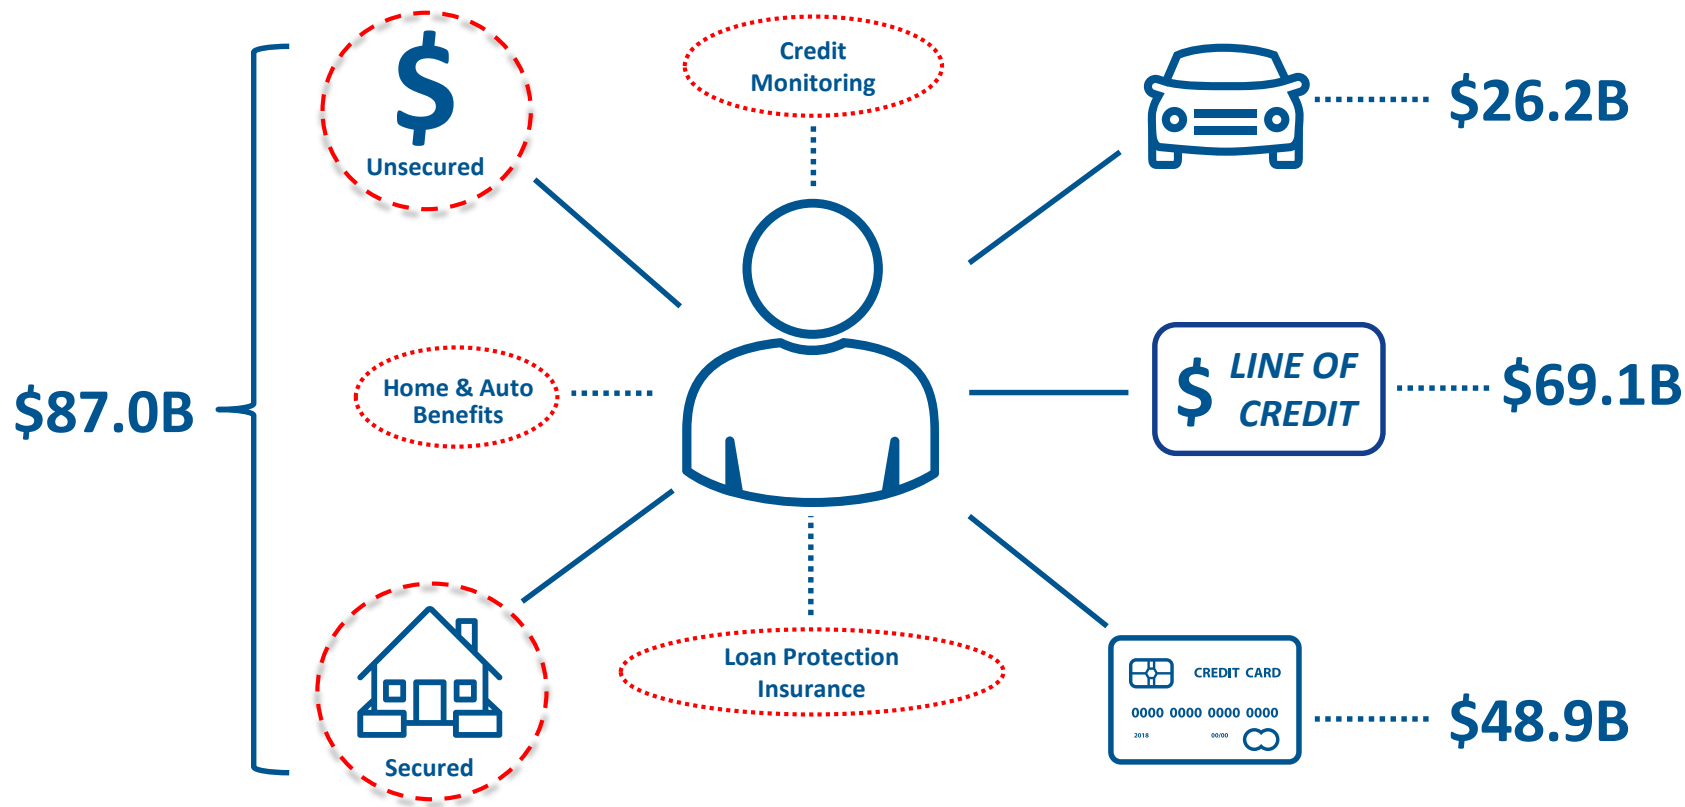 $
Unsecured
Credit
Monitoring
$26.2B
$87.0B
Home & Auto
Benefits
$ LINE OF
CREDIT
$69.1B
Secured
Loan Protection
Insurance
CREDIT CARD
0000 0000 0000 0000
2018 00/00
$48.9B